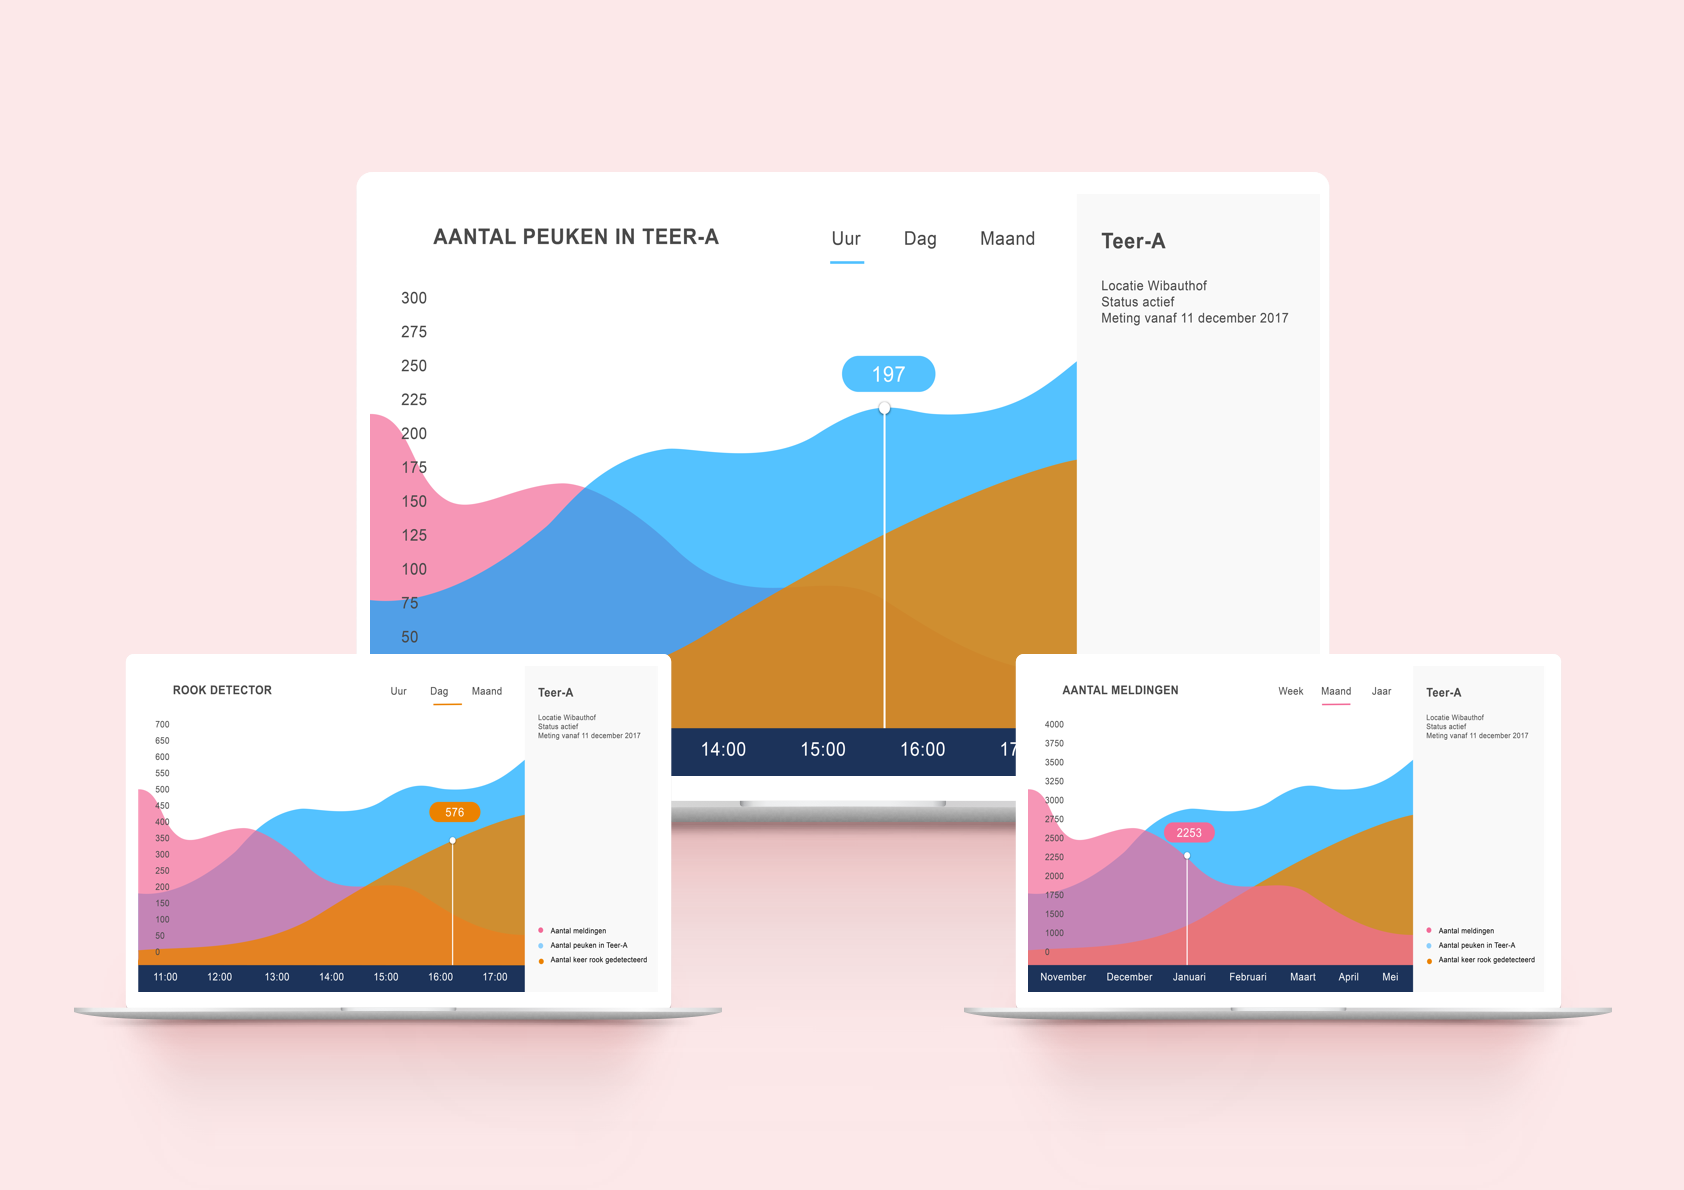 AANTAL PEUKEN IN TEER-A
Uur Dag Maand
300
275
250
225
200
175
150
125
100
75
50
197
14:00 15:00 16:00 17
Teer-A
Locatie Wibauthof
Status actief
Meting vanaf 11 december 2017
ROOK DETECTOR
Uur Dag Maand
700
650
600
550
500
450
400
350
300
250
200
150
100
50
0
576
11:00 12:00 13:00 14:00 15:00 16:00 17:00
Teer-A
Locatie Wibauthof
Status actief
Meting vanaf 11 december 2017
Aantal meldingen
Aantal peuken in Teer-A
Aantal keer rook gedetecteerd
AANTAL MELDINGEN
Week Maand Jaar
4000
3750
3500
3250
3000
2750
2500
2250
2000
1750
1500
1000
0
2253
November December Januari Februari Maart April Mei
Teer-A
Locatie Wibauthof
Status actief
Meting vanaf 11 december 2017
Aantal meldingen
Aantal peuken in Teer-A
Aantal keer rook gedetecteerd